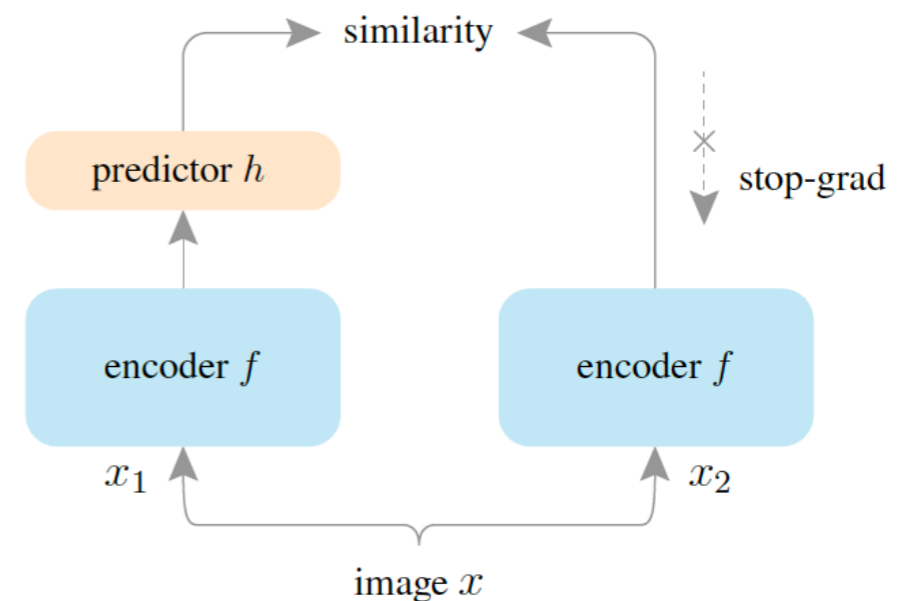 similarity
predictor h
stop-grad
encoder f
encoder f
x₁
x₂
image x